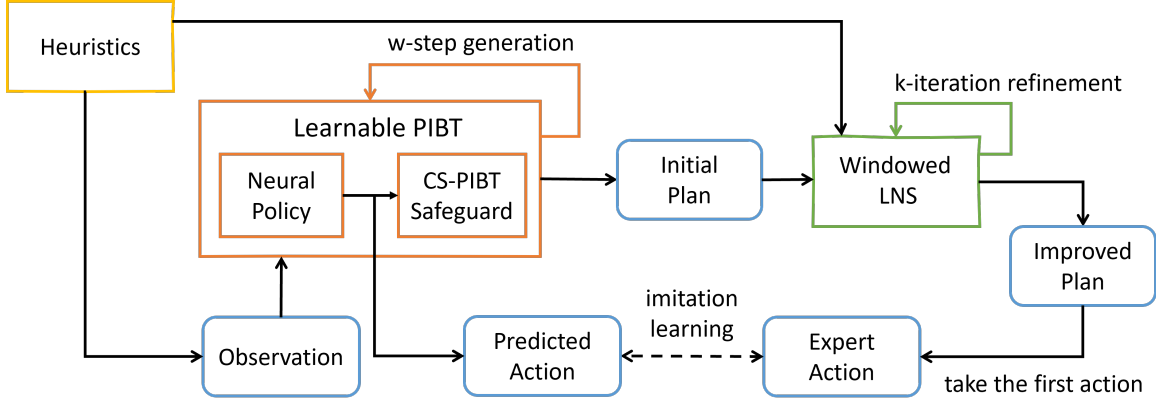 Heuristics
w-step generation
k-iteration refinement
Learnable PIBT
Neural
Policy
CS-PIBT
Safeguard
Initial
Plan
Windowed
LNS
Improved
Plan
Observation
Predicted
Action
imitation
learning
Expert
Action
take the first action